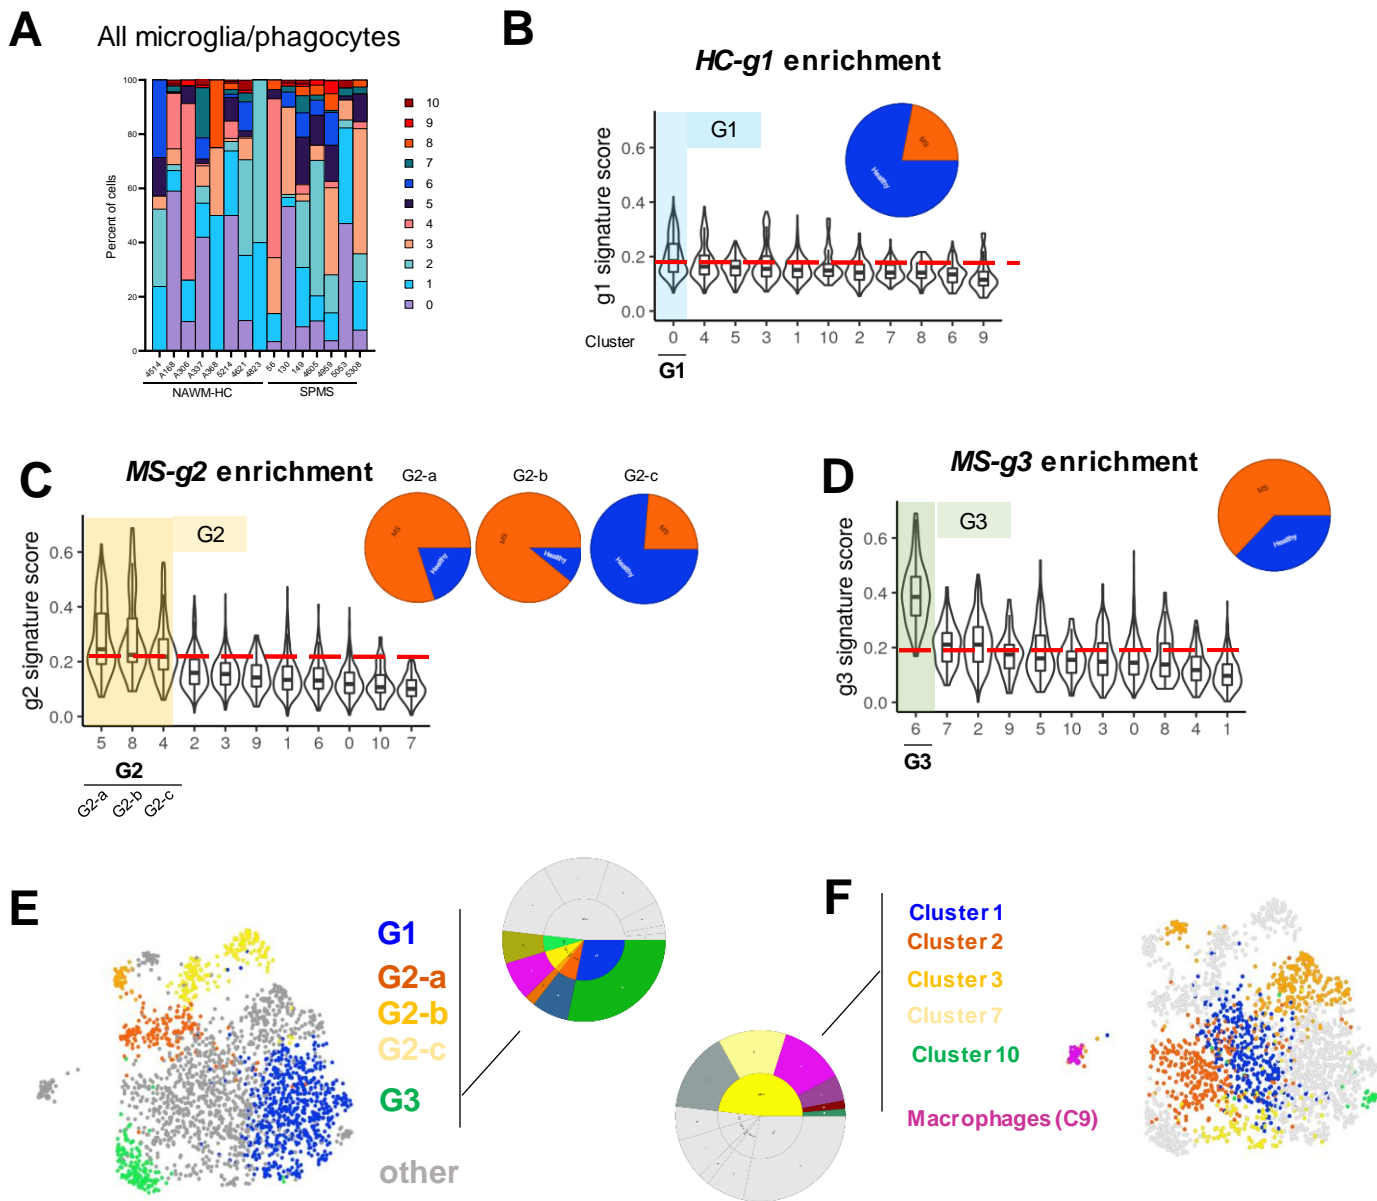 A
All microglia/phagocytes
Percent of cells
100
80
60
40
20
0
10
9
8
7
6
5
4
3
2
1
0
4514 A168 A306 A337 A368 5214 4621 4823 56 130 149 4605 4959 5053 5308
NAWM-HC SPMS
B
HC-g1 enrichment
G1
MS
Healthy
g1 signature score
0.6
0.4
0.2
0.0
Cluster 0 4 5 3 1 10 2 7 8 6 9
G1
C
MS-g2 enrichment
G2-a G2-b G2-c
MS Healthy MS Healthy MS Healthy
G2
g2 signature score
0.6
0.4
0.2
0.0
5 8 4 2 3 9 1 6 0 10 7
G2
G2-a G2-b G2-c
D
MS-g3 enrichment
G3
MS
Healthy
g3 signature score
0.6
0.4
0.2
0.0
6 7 2 9 5 10 3 0 8 4 1
G3
E
G1
G2-a
G2-b
G2-c
G3
other
F
Cluster 1
Cluster 2
Cluster 3
Cluster 7
Cluster 10
Macrophages (C9)